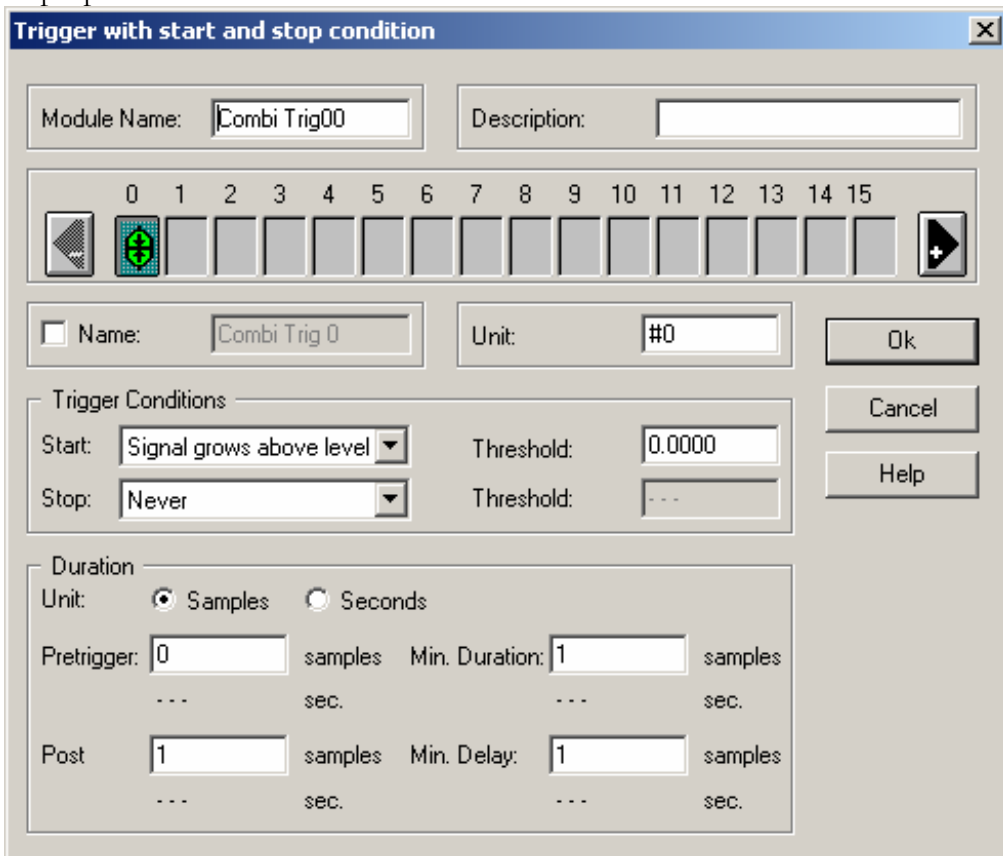 Trigger with start and stop condition
Module Name: Combi Trig00 Description:
0 1 2 3 4 5 6 7 8 9 10 11 12 13 14 15
Name: Combi Trig 0 Unit: #0
Ok
Trigger Conditions
Cancel
Start: Signal grows above level Threshold: 0.0000
Help
Stop: Never Threshold: - - -
Duration
Unit: Samples Seconds
Pretrigger: 0 samples Min. Duration: 1 samples
- - - sec. - - - sec.
Post 1 samples Min. Delay: 1 samples
- - - sec. - - - sec.